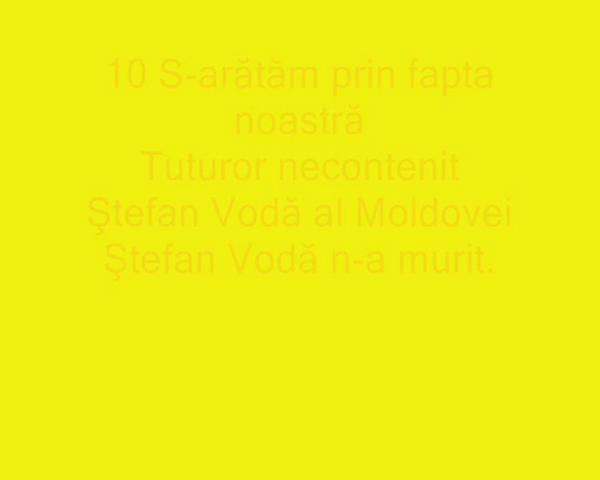 10 S-arătăm prin fapta
noastră
Tuturor necontenit
Ştefan Vodă al Moldovei
Ştefan Vodă n-a murit.